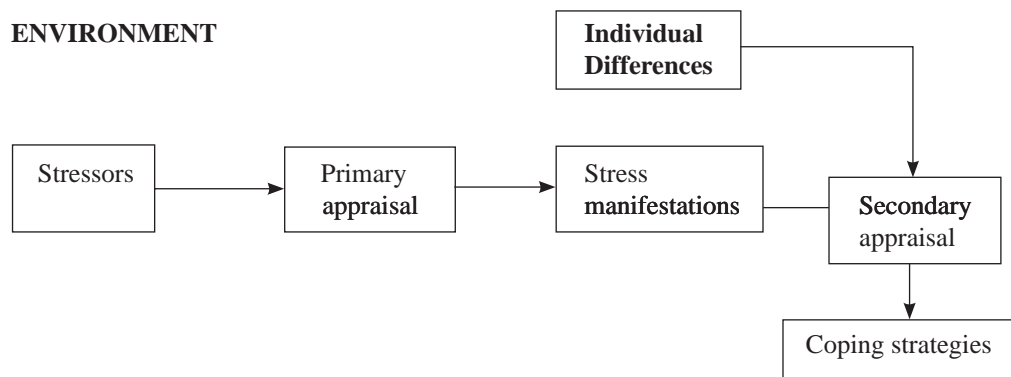 ENVIRONMENT
Individual
Differences
Stressors
Primary
appraisal
Stress
manifestations
Secondary
appraisal
Coping strategies